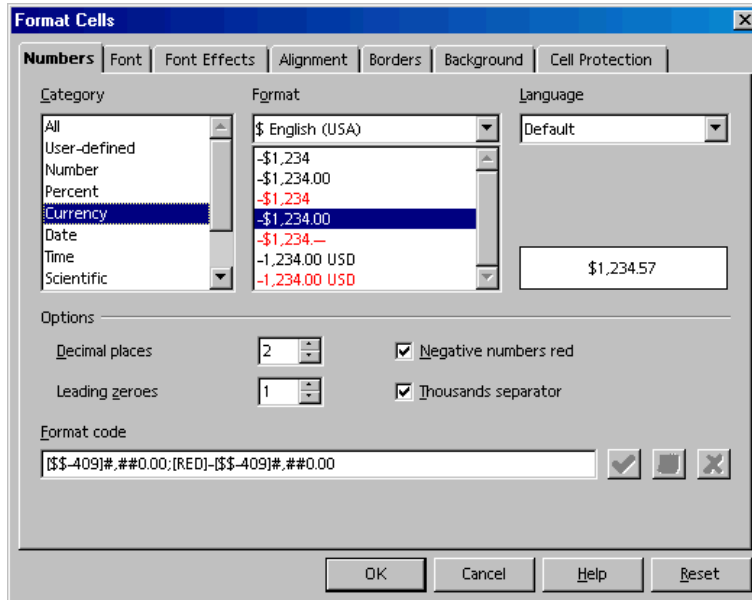 Format Cells
Numbers Font Font Effects Alignment Borders Background Cell Protection
Category
All
User-defined
Number
Percent
Currency
Date
Time
Scientific
Format
$ English (USA)
-$1,234
-$1,234.00
-$1,234
-$1,234.00
-$1,234.--
-1,234.00 USD
-1,234.00 USD
Language
Default
$1,234.57
Options
Decimal places 2
Negative numbers red
Leading zeroes 1
Thousands separator
Format code
[$$-409]#,##0.00;[RED]-[$$-409]#,##0.00
OK Cancel Help Reset